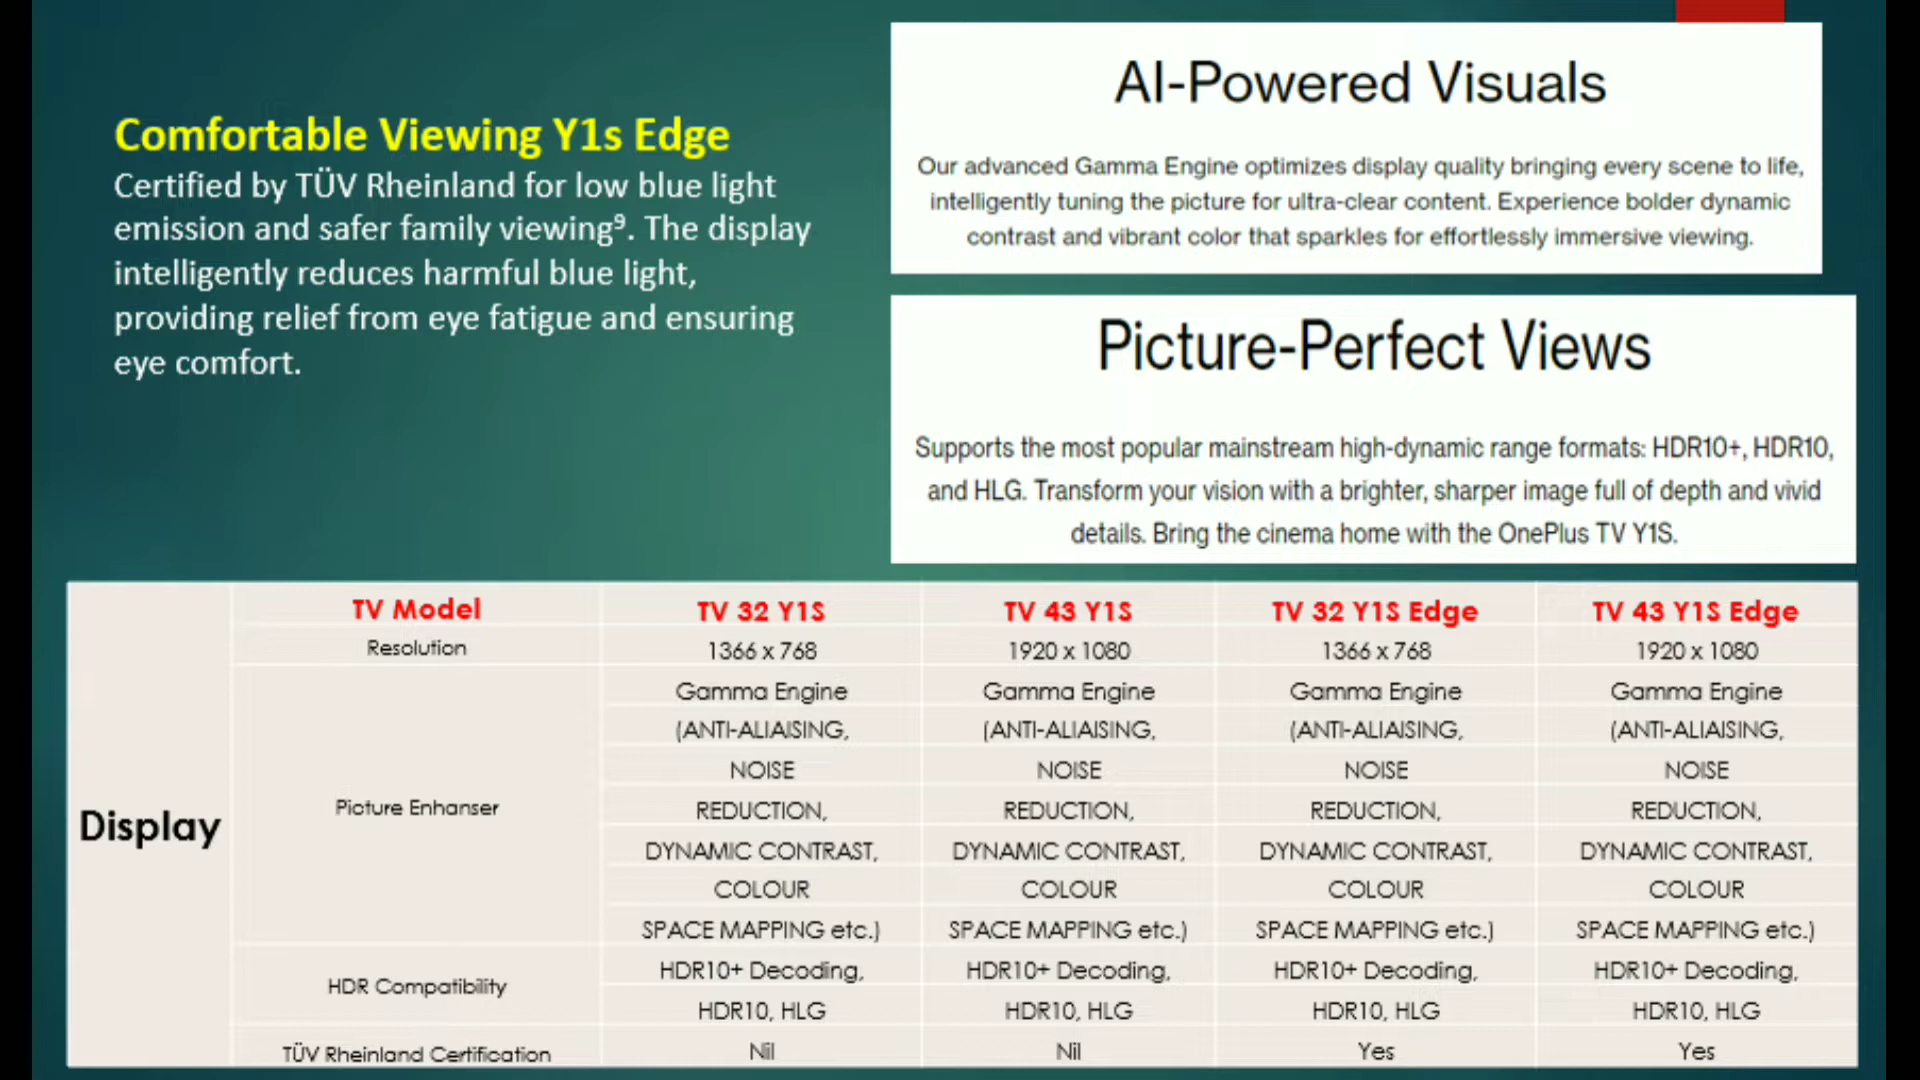 Comfortable Viewing Y1s Edge
Certified by TÜV Rheinland for low blue light
emission and safer family viewing⁹. The display
intelligently reduces harmful blue light,
providing relief from eye fatigue and ensuring
eye comfort.
AI-Powered Visuals
Our advanced Gamma Engine optimizes display quality bringing every scene to life,
intelligently tuning the picture for ultra-clear content. Experience bolder dynamic
contrast and vibrant color that sparkles for effortlessly immersive viewing.
Picture-Perfect Views
Supports the most popular mainstream high-dynamic range formats: HDR10+, HDR10,
and HLG. Transform your vision with a brighter, sharper image full of depth and vivid
details. Bring the cinema home with the OnePlus TV Y1S.
Display
TV Model TV 32 Y1S TV 43 Y1S TV 32 Y1S Edge TV 43 Y1S Edge
Resolution 1366 x 768 1920 x 1080 1366 x 768 1920 x 1080
Picture Enhanser
Gamma Engine Gamma Engine Gamma Engine Gamma Engine
(ANTI-ALIAISING, (ANTI-ALIAISING, (ANTI-ALIAISING, (ANTI-ALIAISING,
NOISE NOISE NOISE NOISE
REDUCTION, REDUCTION, REDUCTION, REDUCTION,
DYNAMIC CONTRAST, DYNAMIC CONTRAST, DYNAMIC CONTRAST, DYNAMIC CONTRAST,
COLOUR COLOUR COLOUR COLOUR
SPACE MAPPING etc.) SPACE MAPPING etc.) SPACE MAPPING etc.) SPACE MAPPING etc.)
HDR Compatibility
HDR10+ Decoding, HDR10+ Decoding, HDR10+ Decoding, HDR10+ Decoding,
HDR10, HLG HDR10, HLG HDR10, HLG HDR10, HLG
TÜV Rheinland Certification Nil Nil Yes Yes